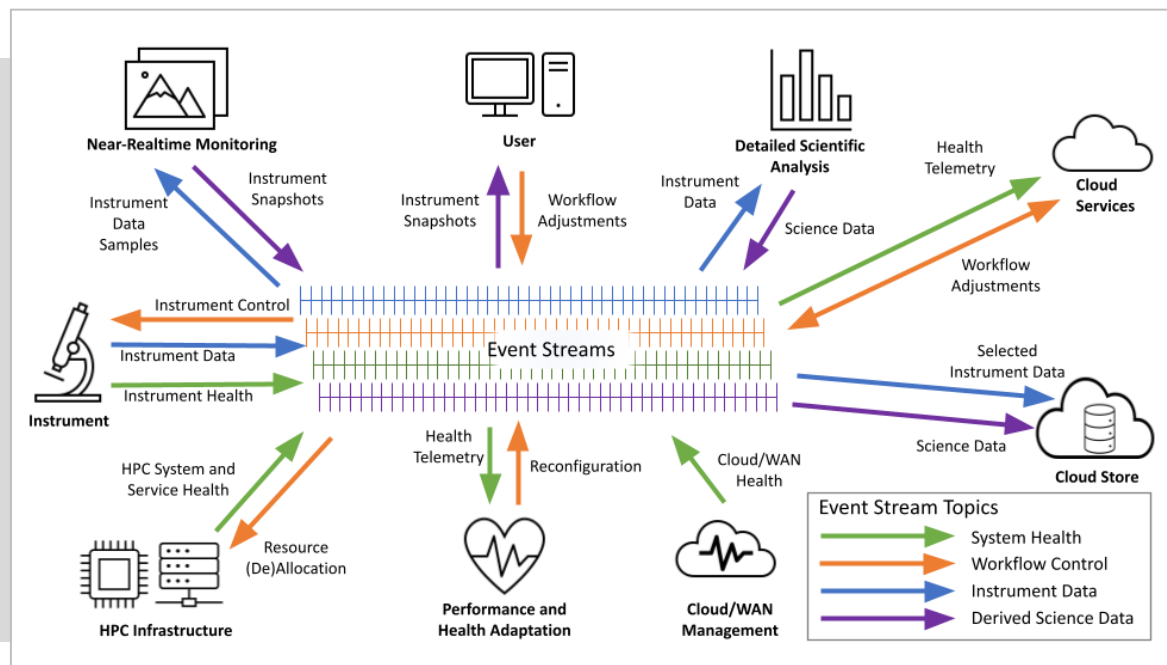 Near-Realtime Monitoring
User
Detailed Scientific
Analysis
Health
Telemetry
Cloud
Services
Instrument
Snapshots
Instrument
Data
Samples
Instrument
Snapshots
Workflow
Adjustments
Instrument
Data
Science Data
Workflow
Adjustments
Instrument Control
Instrument Data
Instrument Health
Instrument
Event Streams
Selected
Instrument Data
Science Data
Cloud Store
HPC System and
Service Health
Resource
(De)Allocation
HPC Infrastructure
Health
Telemetry
Reconfiguration
Performance and
Health Adaptation
Cloud/WAN
Health
Cloud/WAN
Management
Event Stream Topics
System Health
Workflow Control
Instrument Data
Derived Science Data